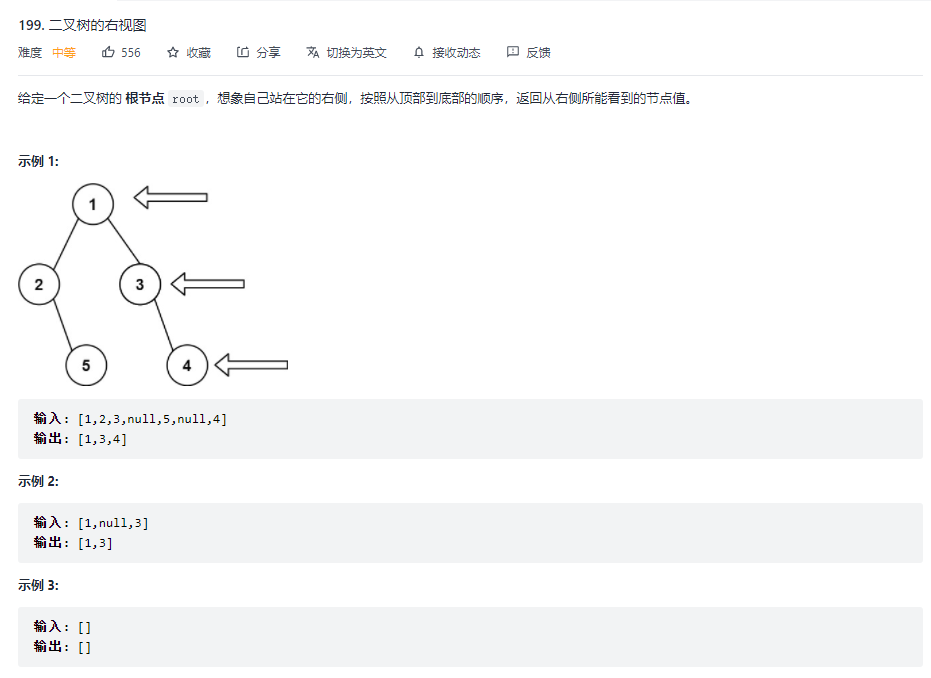 199. 二叉树的右视图
难度 中等 556 收藏 分享 切换为英文 接收动态 反馈
给定一个二叉树的 根节点 root ，想象自己站在它的右侧，按照从顶部到底部的顺序，返回从右侧所能看到的节点值。
示例 1:
1
2 3
5 4
输入: [1,2,3,null,5,null,4]
输出: [1,3,4]
示例 2:
输入: [1,null,3]
输出: [1,3]
示例 3:
输入: []
输出: []